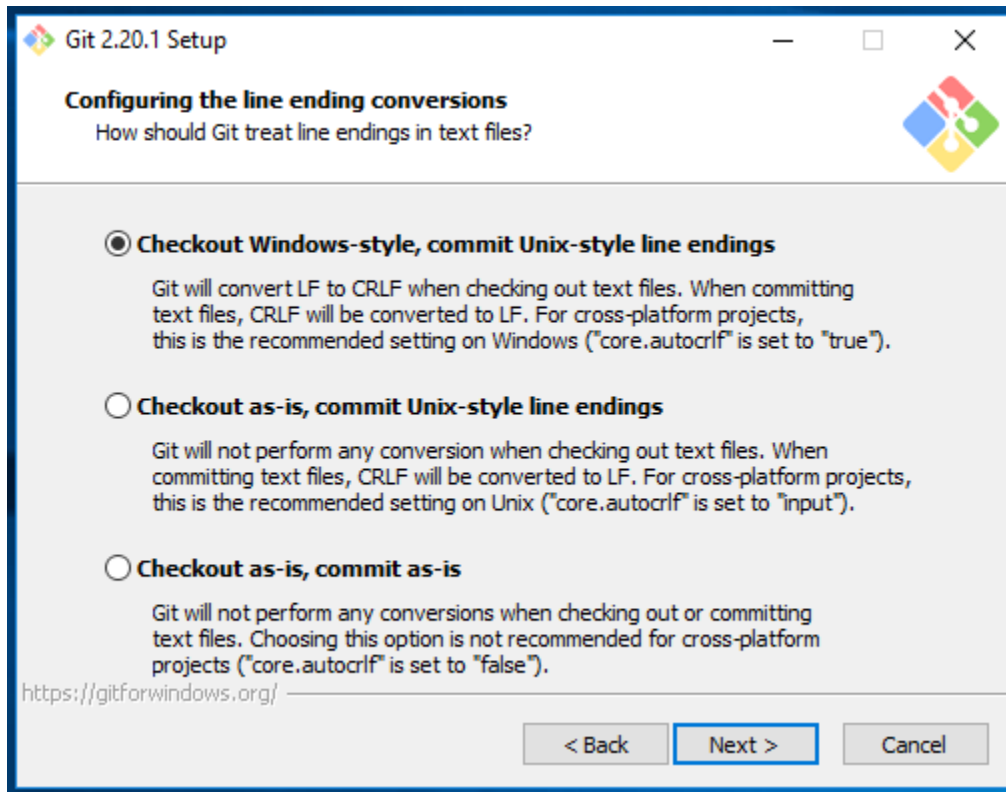 Git 2.20.1 Setup
Configuring the line ending conversions
How should Git treat line endings in text files?
Checkout Windows-style, commit Unix-style line endings
Git will convert LF to CRLF when checking out text files. When committing
text files, CRLF will be converted to LF. For cross-platform projects,
this is the recommended setting on Windows ("core.autocrlf" is set to "true").
Checkout as-is, commit Unix-style line endings
Git will not perform any conversion when checking out text files. When
committing text files, CRLF will be converted to LF. For cross-platform projects,
this is the recommended setting on Unix ("core.autocrlf" is set to "input").
Checkout as-is, commit as-is
Git will not perform any conversions when checking out or committing
text files. Choosing this option is not recommended for cross-platform
projects ("core.autocrlf" is set to "false").
https://gitforwindows.org/
< Back
Next >
Cancel